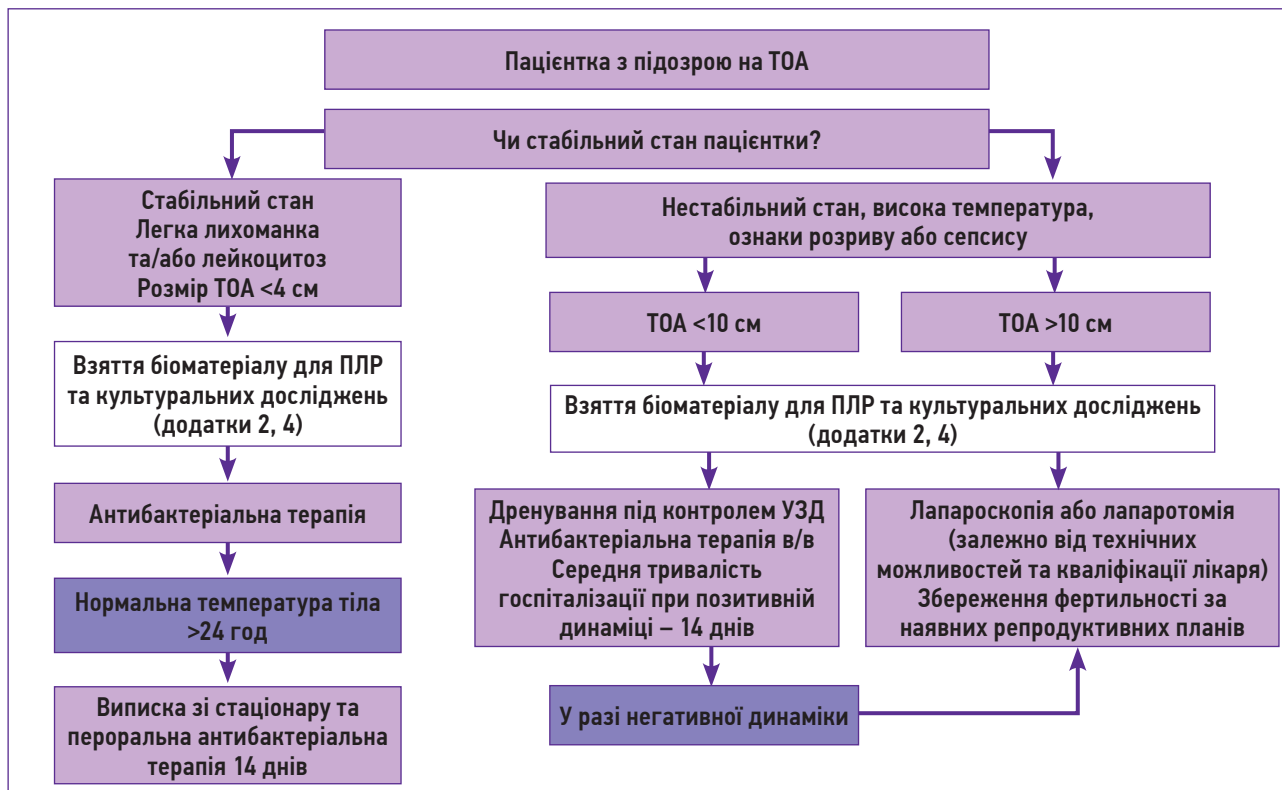 Пацієнтка з підозрою на ТОА
Чи стабільний стан пацієнтки?
Стабільний стан
Легка лихоманка
та/або лейкоцитоз
Розмір ТОА <4 см
Взяття біоматеріалу для ПЛР
та культуральних досліджень
(додатки 2, 4)
Антибактеріальна терапія
Нормальна температура тіла
>24 год
Виписка зі стаціонару та
пероральна антибактеріальна
терапія 14 днів
Нестабільний стан, висока температура,
ознаки розриву або сепсису
ТОА <10 см
ТОА >10 см
Взяття біоматеріалу для ПЛР та культуральних досліджень
(додатки 2, 4)
Дренування під контролем УЗД
Антибактеріальна терапія в/в
Середня тривалість
госпіталізації при позитивній
динаміці – 14 днів
У разі негативної динаміки
Лапароскопія або лапаротомія
(залежно від технічних
можливостей та кваліфікації лікаря)
Збереження фертильності за
наявних репродуктивних планів